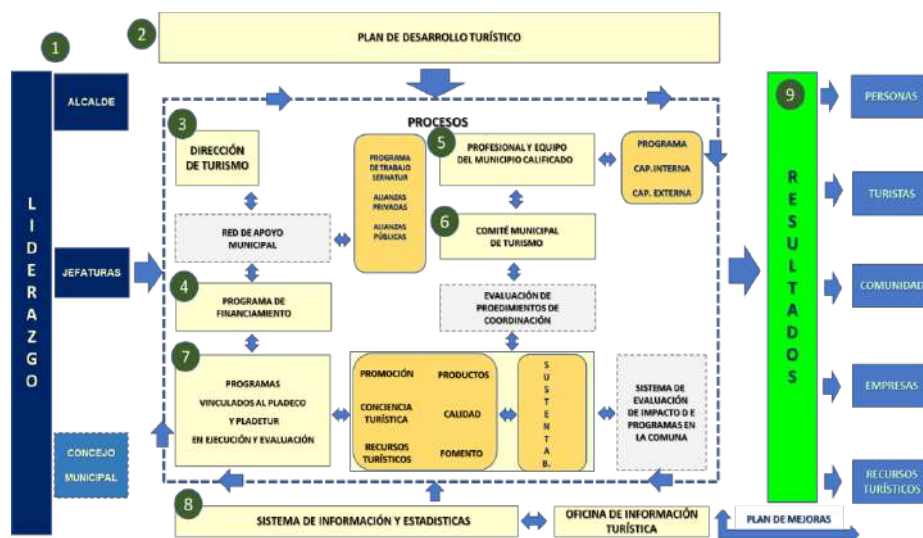 1
2
PLAN DE DESARROLLO TURÍSTICO
LIDERAZGO
ALCALDE
JEFATURAS
CONCEJO
MUNICIPAL
PROCESOS
3
DIRECCIÓN
DE TURISMO
RED DE APOYO
MUNICIPAL
4
PROGRAMA DE
FINANCIAMIENTO
7
PROGRAMAS
VINCULADOS AL PLADECO
Y PLADETUR
EN EJECUCIÓN Y EVALUACIÓN
PROGRAMA
DE TRABAJO
SERNATUR
ALIANZAS
PRIVADAS
ALIANZAS
PÚBLICAS
5
PROFESIONAL Y EQUIPO
DEL MUNICIPIO CALIFICADO
PROGRAMA
CAP.INTERNA
CAP. EXTERNA
6
COMITÉ MUNICIPAL
DE TURISMO
EVALUACIÓN DE
PROEDIMIENTOS DE
COORDINACIÓN
PROMOCIÓN
PRODUCTOS
CONCIENCIA
TURÍSTICA
CALIDAD
RECURSOS
TURÍSTICOS
FOMENTO
SUSTENTAB.
SISTEMA DE
EVALUACIÓN
DE IMPACTO D E
PROGRAMAS EN
LA COMUNA
8
SISTEMA DE INFORMACIÓN Y ESTADISTICAS
OFICINA DE INFORMACIÓN
TURÍSTICA
PLAN DE MEJORAS
9
RESULTADOS
PERSONAS
TURISTAS
COMUNIDAD
EMPRESAS
RECURSOS
TURÍSTICOS